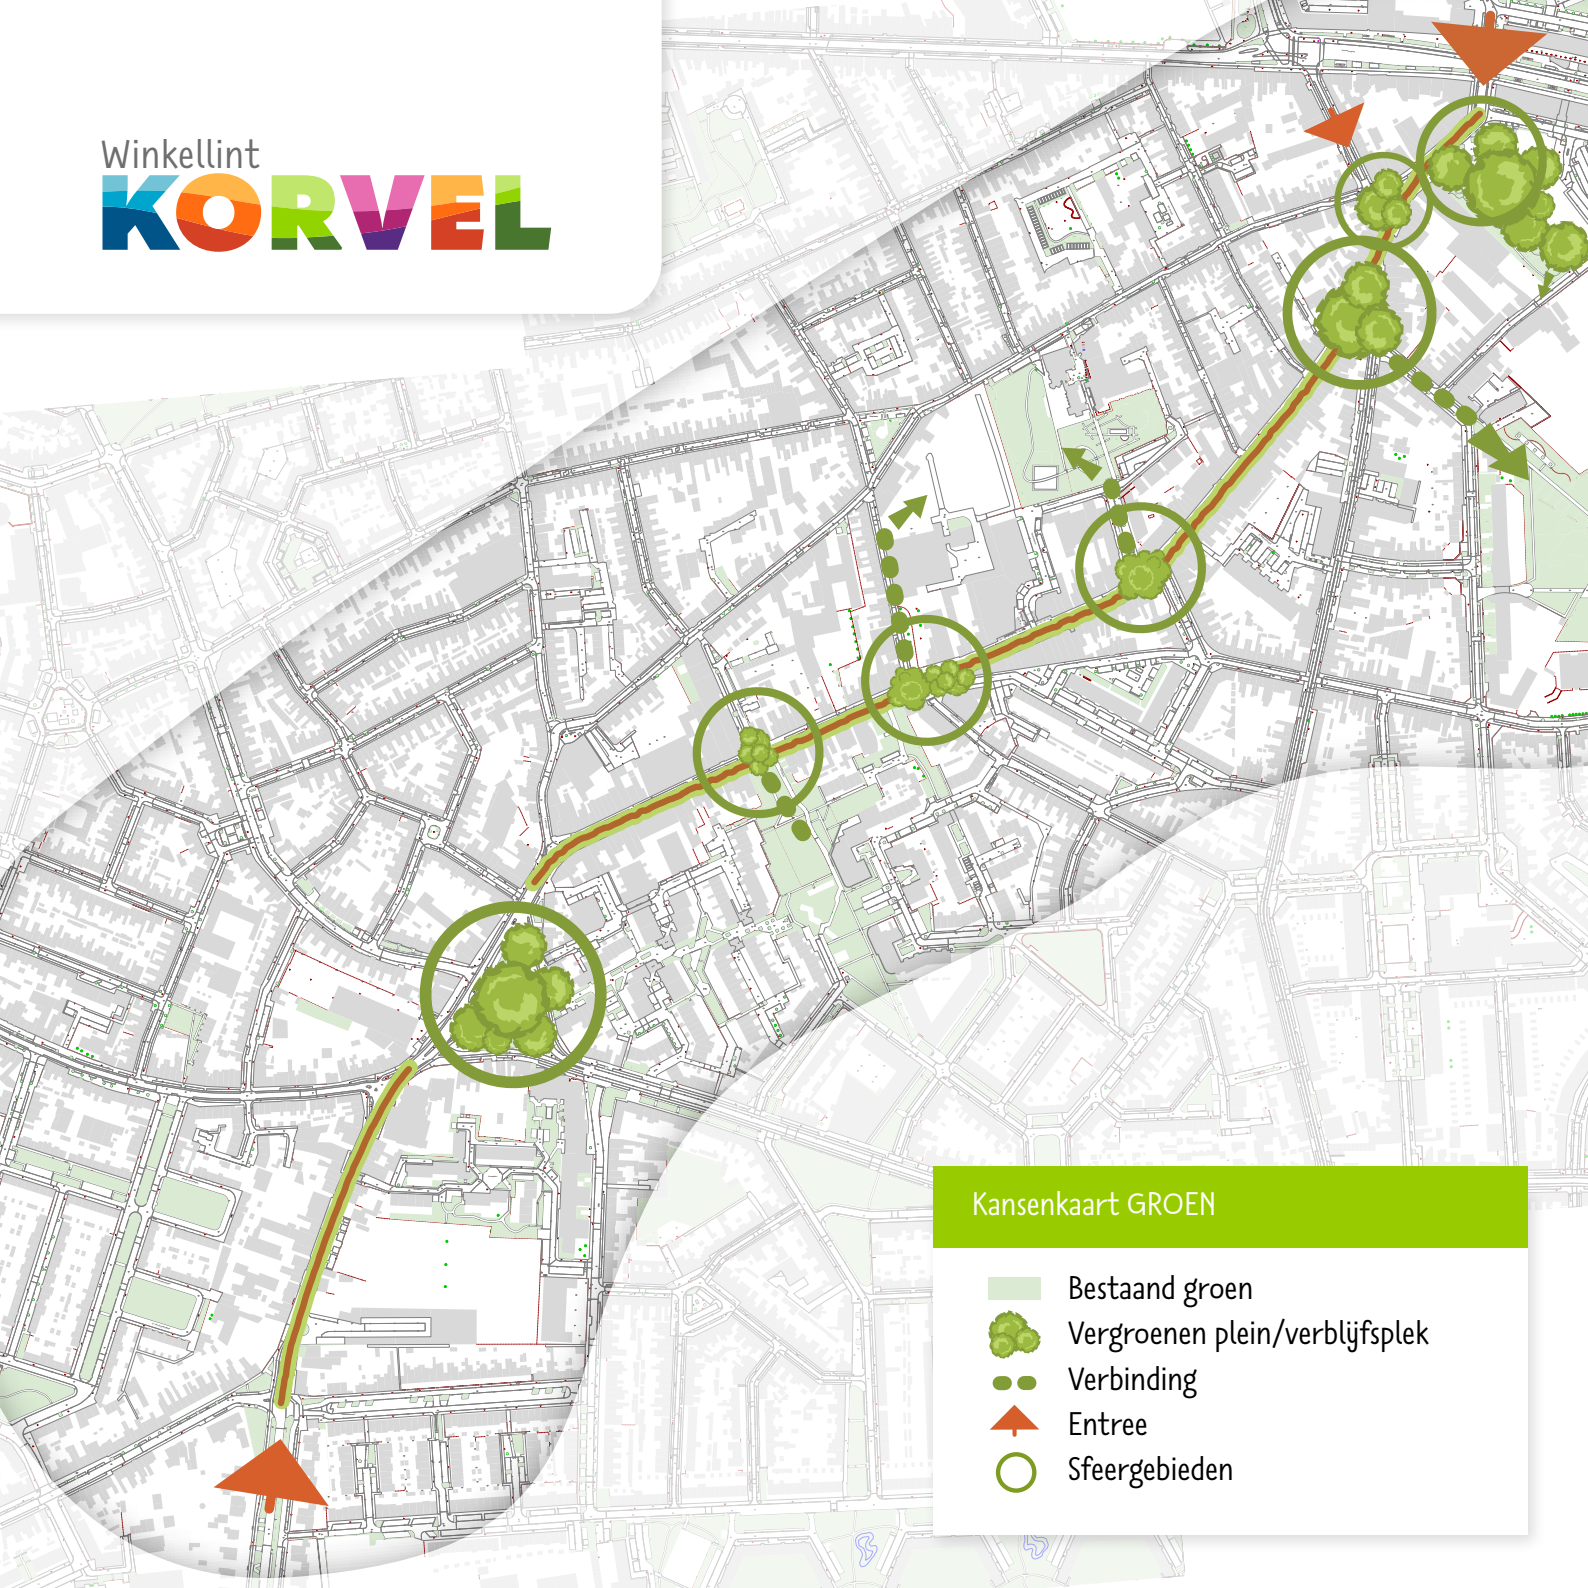 Winkellint
KORVEL
Kansenkaart GROEN
Bestaand groen
Vergroenen plein/verblijfsplek
Verbinding
Entree
Sfeergebieden